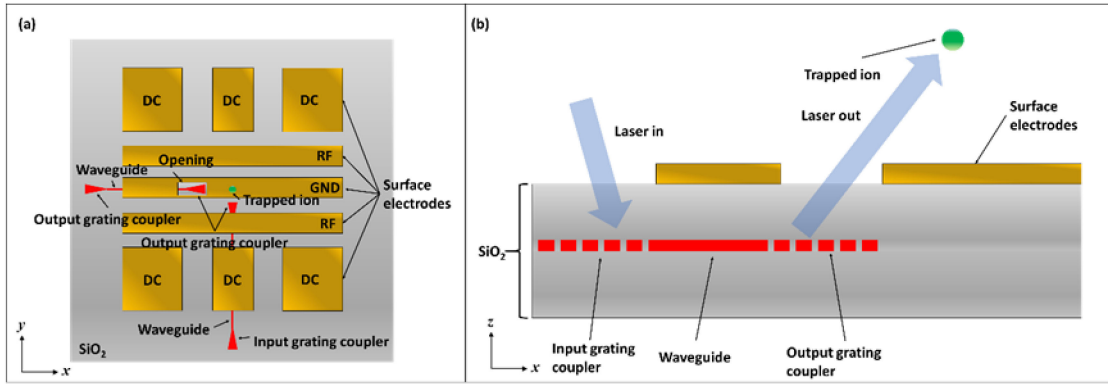 (a)
DC
DC
DC
RF
Opening
Waveguide
GND
Surface
electrodes
Output grating coupler
Trapped ion
Output grating coupler
RF
DC
DC
DC
Waveguide
Input grating coupler
y
SiO2
x
(b)
Trapped ion
Laser in
Laser out
Surface
electrodes
SiO2
z
x
Input grating
coupler
Waveguide
Output grating
coupler